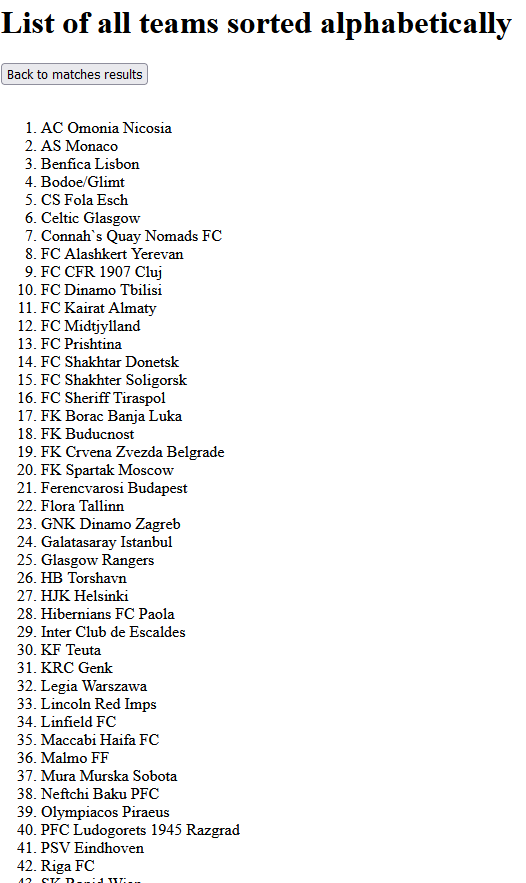 List of all teams sorted alphabetically
Back to matches results
1. AC Omonia Nicosia
2. AS Monaco
3. Benfica Lisbon
4. Bodoe/Glimt
5. CS Fola Esch
6. Celtic Glasgow
7. Connah`s Quay Nomads FC
8. FC Alashkert Yerevan
9. FC CFR 1907 Cluj
10. FC Dinamo Tbilisi
11. FC Kairat Almaty
12. FC Midtjylland
13. FC Prishtina
14. FC Shakhtar Donetsk
15. FC Shakhter Soligorsk
16. FC Sheriff Tiraspol
17. FK Borac Banja Luka
18. FK Buducnost
19. FK Crvena Zvezda Belgrade
20. FK Spartak Moscow
21. Ferencvarosi Budapest
22. Flora Tallinn
23. GNK Dinamo Zagreb
24. Galatasaray Istanbul
25. Glasgow Rangers
26. HB Torshavn
27. HJK Helsinki
28. Hibernians FC Paola
29. Inter Club de Escaldes
30. KF Teuta
31. KRC Genk
32. Legia Warszawa
33. Lincoln Red Imps
34. Linfield FC
35. Maccabi Haifa FC
36. Malmo FF
37. Mura Murska Sobota
38. Neftchi Baku PFC
39. Olympiacos Piraeus
40. PFC Ludogorets 1945 Razgrad
41. PSV Eindhoven
42. Riga FC
43. SK Rapid Wien